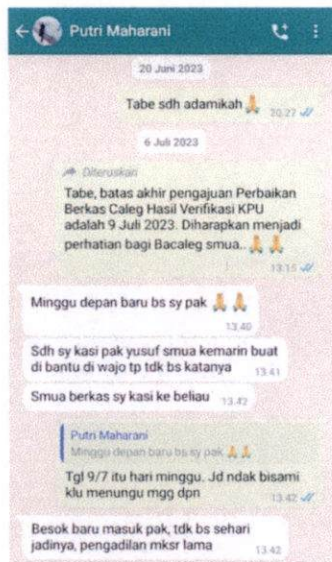 Putri Maharani
20 Juni 2023
Tabe sdh adamikah 🙏 20.27
6 Juli 2023
Diteruskan
Tabe, batas akhir pengajuan Perbaikan
Berkas Caleg Hasil Verifikasi KPU
adalah 9 Juli 2023. Diharapkan menjadi
perhatian bagi Bacaleg smua.. 🙏 🙏
13.15
Minggu depan baru bs sy pak 🙏 🙏
13.40
Sdh sy kasi pak yusuf smua kemarin buat
di bantu di wajo tp tdk bs katanya 13.41
Smua berkas sy kasi ke beliau 13.42
Putri Maharani
Minggu depan baru bs sy pak 🙏 🙏
Tgl 9/7 itu hari minggu. Jd ndak bisami
klu menungu mgg dpn 13.42
Besok baru masuk pak, tdk bs sehari
jadinya, pengadilan mksr lama 13.42